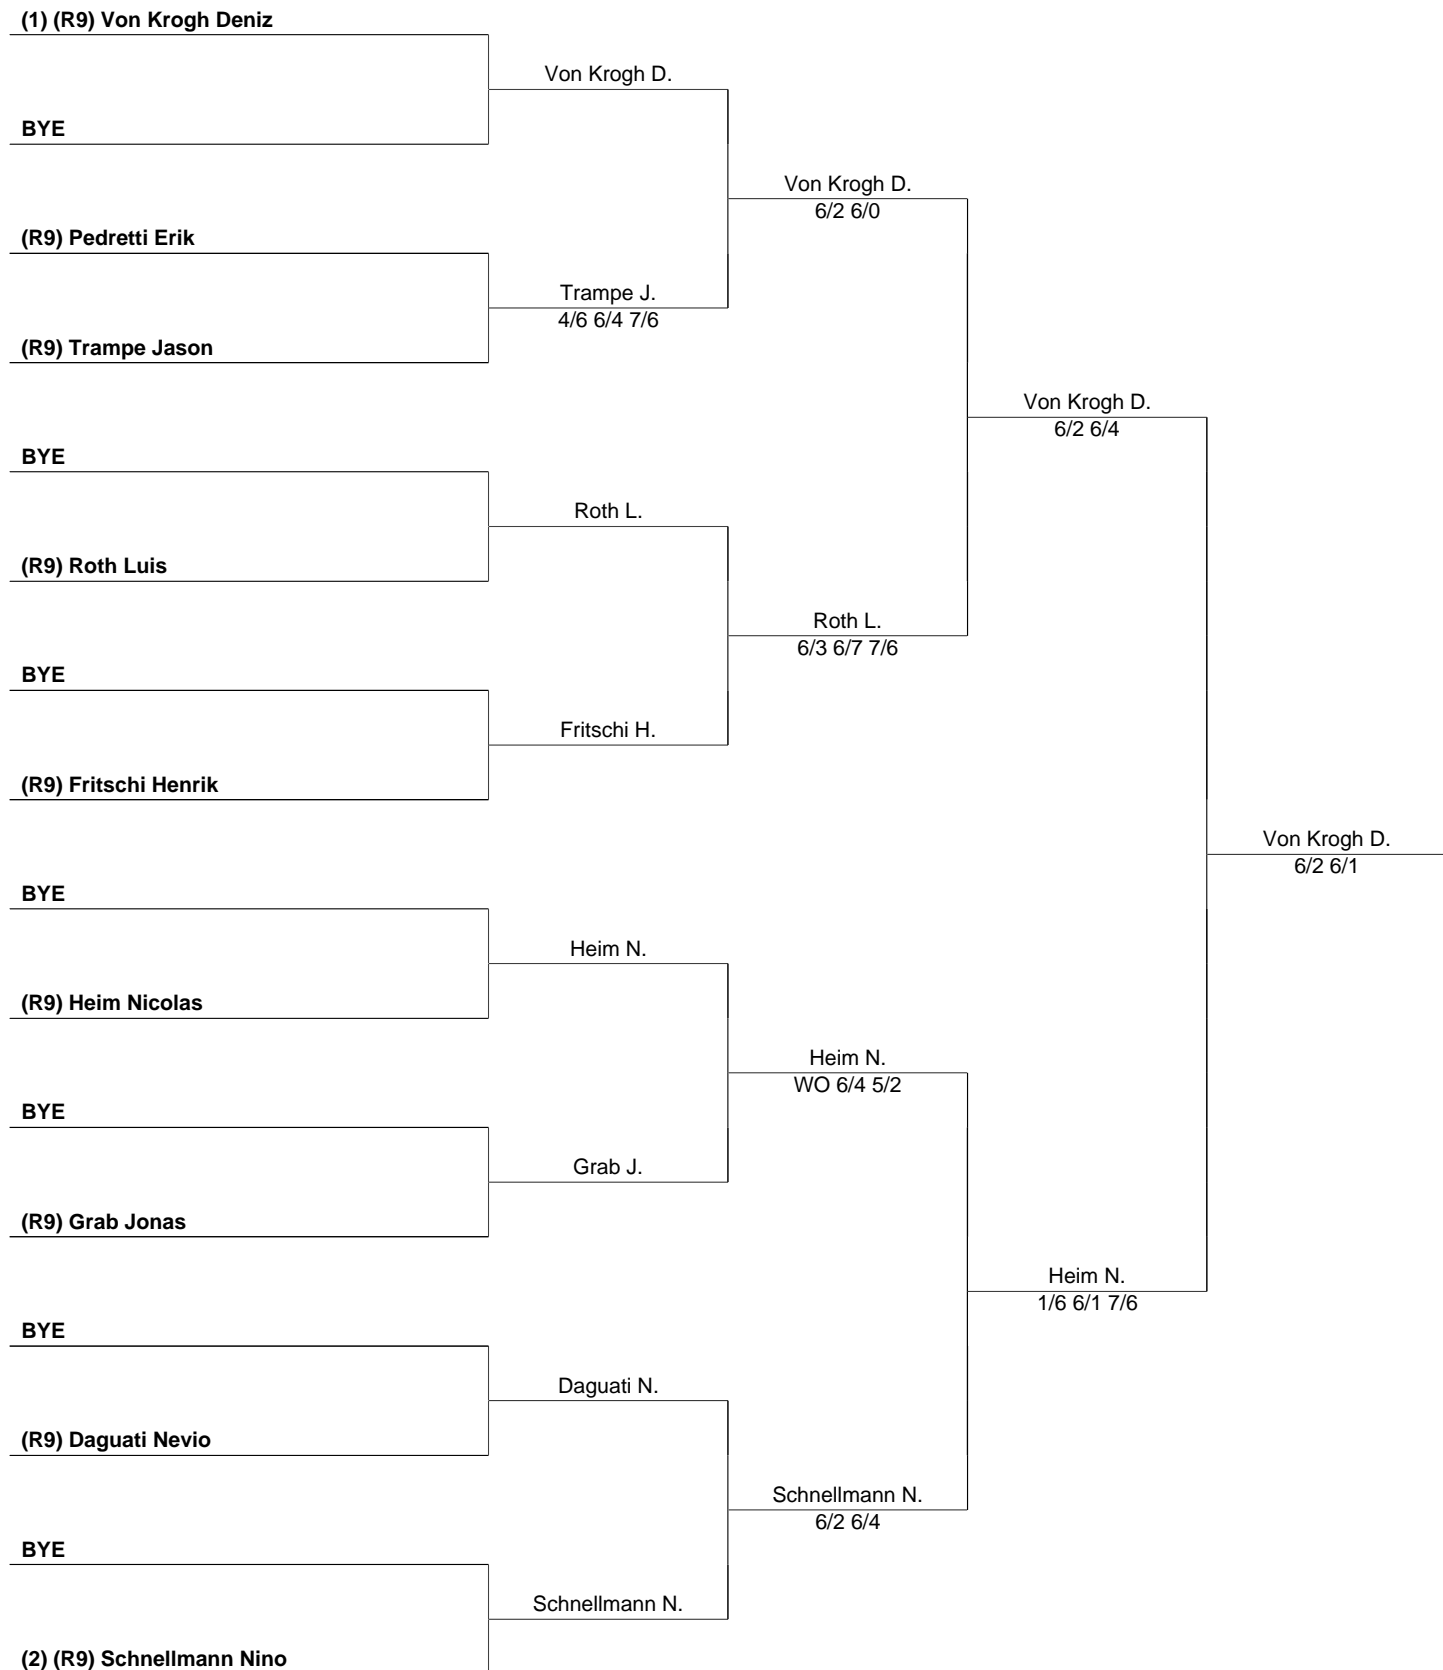 (1) (R9) Von Krogh Deniz
Von Krogh D.
BYE
Von Krogh D.
6/2 6/0
(R9) Pedretti Erik
Trampe J.
4/6 6/4 7/6
(R9) Trampe Jason
Von Krogh D.
6/2 6/4
BYE
Roth L.
(R9) Roth Luis
Roth L.
6/3 6/7 7/6
BYE
Fritschi H.
(R9) Fritschi Henrik
Von Krogh D.
6/2 6/1
BYE
Heim N.
(R9) Heim Nicolas
Heim N.
WO 6/4 5/2
BYE
Grab J.
(R9) Grab Jonas
Heim N.
1/6 6/1 7/6
BYE
Daguati N.
(R9) Daguati Nevio
Schnellmann N.
6/2 6/4
BYE
Schnellmann N.
(2) (R9) Schnellmann Nino